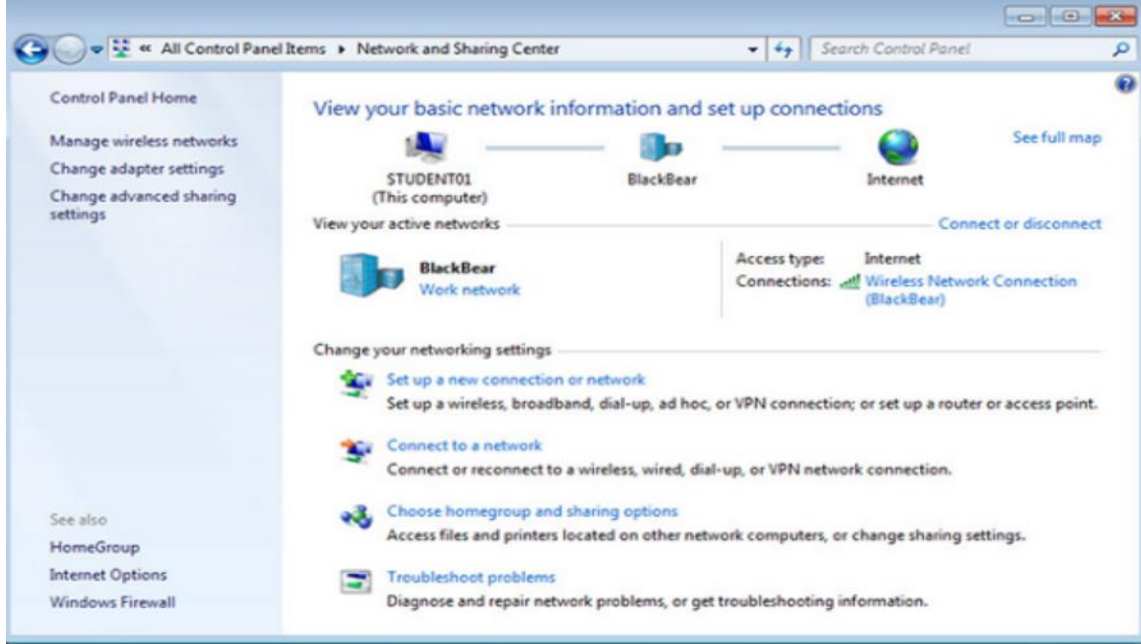 « All Control Panel Items ▸ Network and Sharing Center
Search Control Panel
Control Panel Home
Manage wireless networks
Change adapter settings
Change advanced sharing
settings
See also
HomeGroup
Internet Options
Windows Firewall
View your basic network information and set up connections
See full map
STUDENT01
(This computer)
BlackBear
Internet
View your active networks
Connect or disconnect
BlackBear
Work network
Access type: Internet
Connections: Wireless Network Connection
(BlackBear)
Change your networking settings
Set up a new connection or network
Set up a wireless, broadband, dial-up, ad hoc, or VPN connection; or set up a router or access point.
Connect to a network
Connect or reconnect to a wireless, wired, dial-up, or VPN network connection.
Choose homegroup and sharing options
Access files and printers located on other network computers, or change sharing settings.
Troubleshoot problems
Diagnose and repair network problems, or get troubleshooting information.